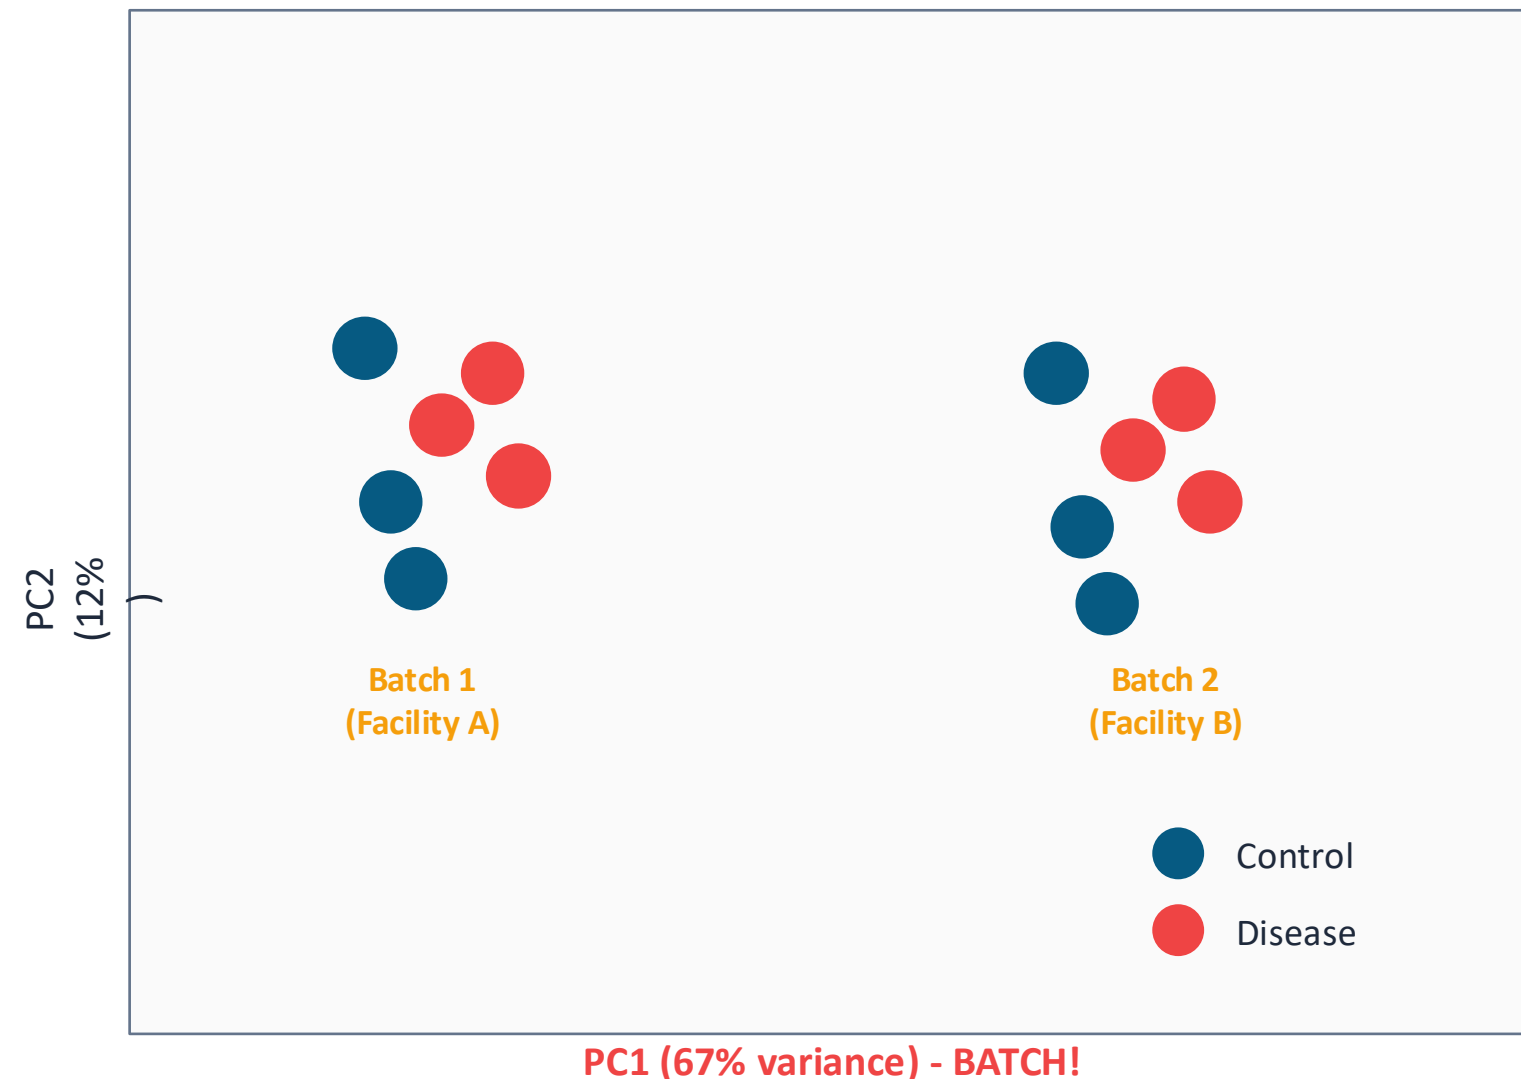 PC2
(12%
)
Batch 1
(Facility A)
Batch 2
(Facility B)
Control
Disease
PC1 (67% variance) - BATCH!